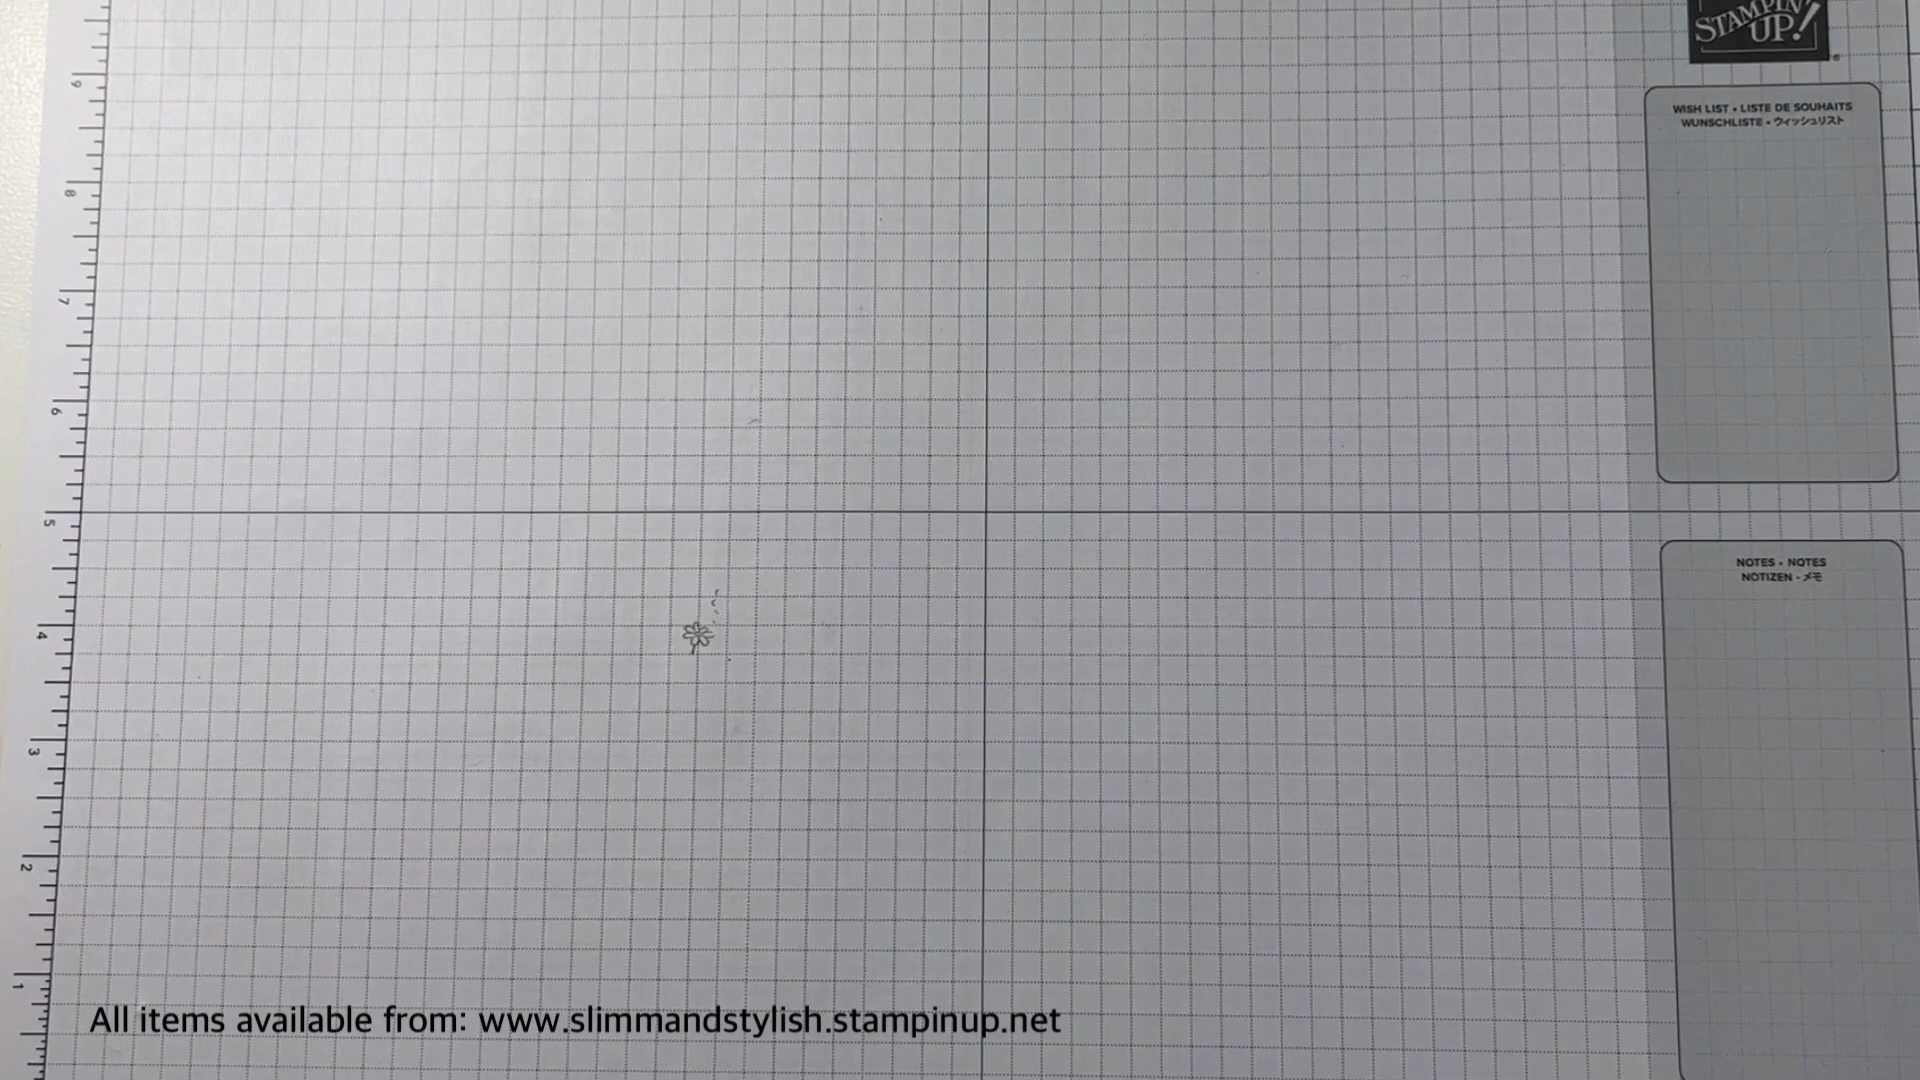 STAMPIN' UP!®
WISH LIST • LISTE DE SOUHAITS
WUNSCHLISTE • ウィッシュリスト
NOTES • NOTES
NOTIZEN • メモ
9
8
7
6
5
4
3
2
1
All items available from: www.slimmandstylish.stampinup.net